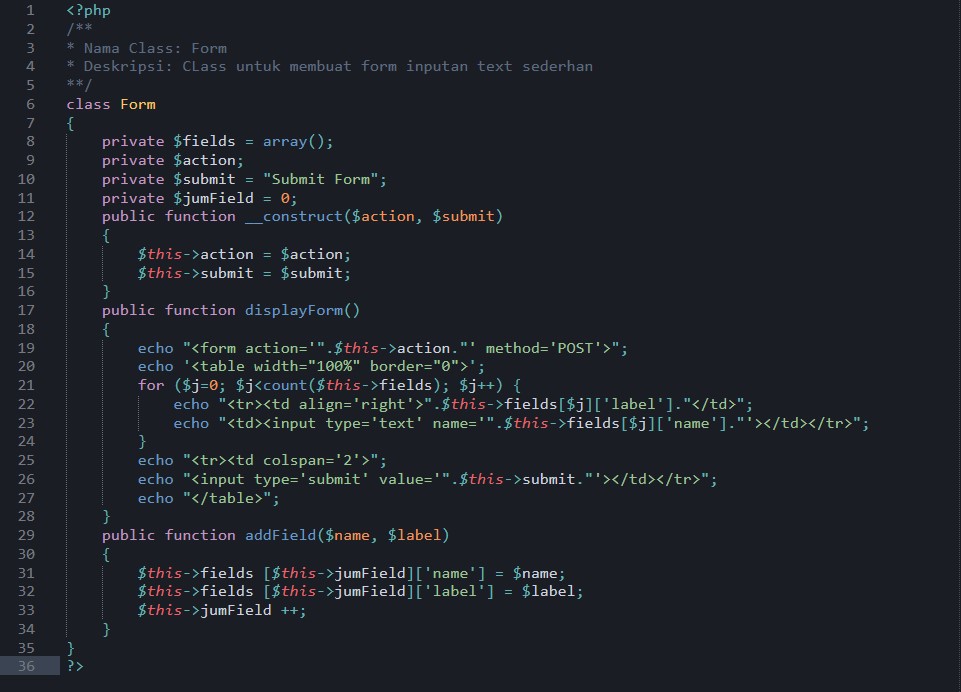 1 <?php
2 /**
3 * Nama Class: Form
4 * Deskripsi: CLass untuk membuat form inputan text sederhan
5 **/
6 class Form
7 {
8     private $fields = array();
9     private $action;
10     private $submit = "Submit Form";
11     private $jumField = 0;
12     public function __construct($action, $submit)
13     {
14         $this->action = $action;
15         $this->submit = $submit;
16     }
17     public function displayForm()
18     {
19         echo "<form action='".$this->action."' method='POST'>";
20         echo '<table width="100%" border="0">';
21         for ($j=0; $j<count($this->fields); $j++) {
22             echo "<tr><td align='right'>".$this->fields[$j]['label']."</td>";
23             echo "<td><input type='text' name='".$this->fields[$j]['name']."'></td></tr>";
24         }
25         echo "<tr><td colspan='2'>";
26         echo "<input type='submit' value='".$this->submit."'></td></tr>";
27         echo "</table>";
28     }
29     public function addField($name, $label)
30     {
31         $this->fields [$this->jumField]['name'] = $name;
32         $this->fields [$this->jumField]['label'] = $label;
33         $this->jumField ++;
34     }
35 }
36 ?>